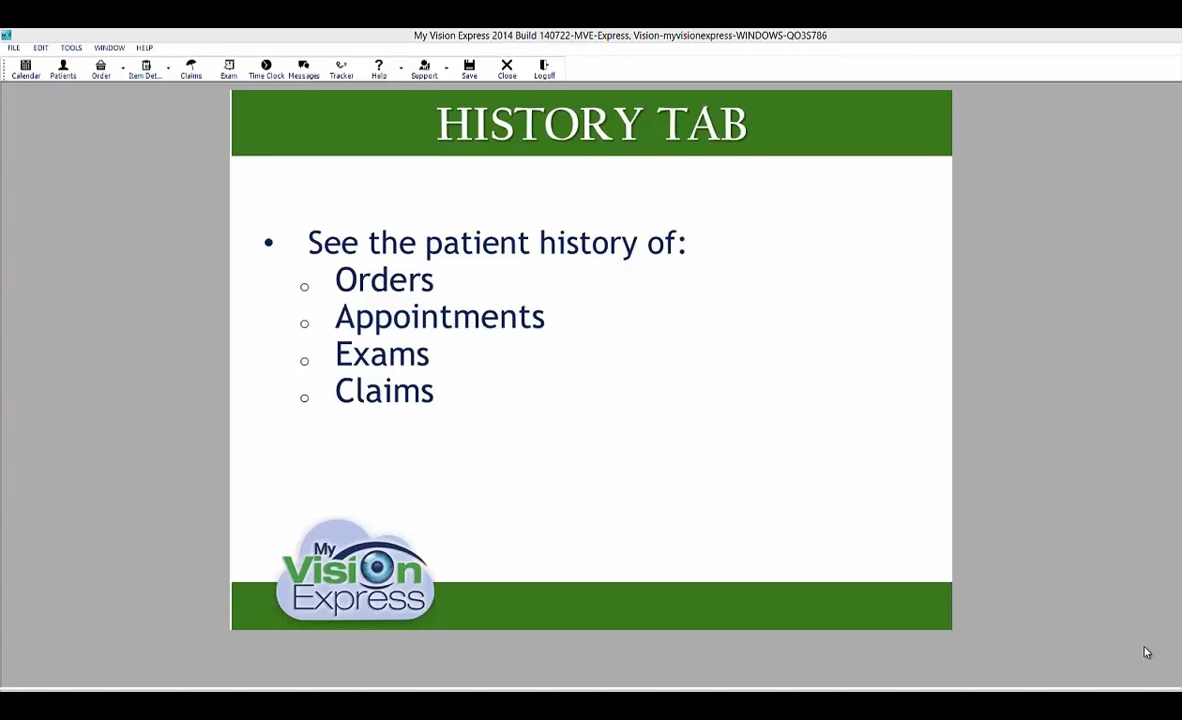 My Vision Express 2014 Build 140722-MVE-Express, Vision-myvisionexpress-WINDOWS-QO3S786
FILE EDIT TOOLS WINDOW HELP
Calendar Patients Order Item Det... Claims Exam Time Clock Messages Tracker Help Support Save Close Logoff
HISTORY TAB
• See the patient history of:
o Orders
o Appointments
o Exams
o Claims
My
Vision
Express